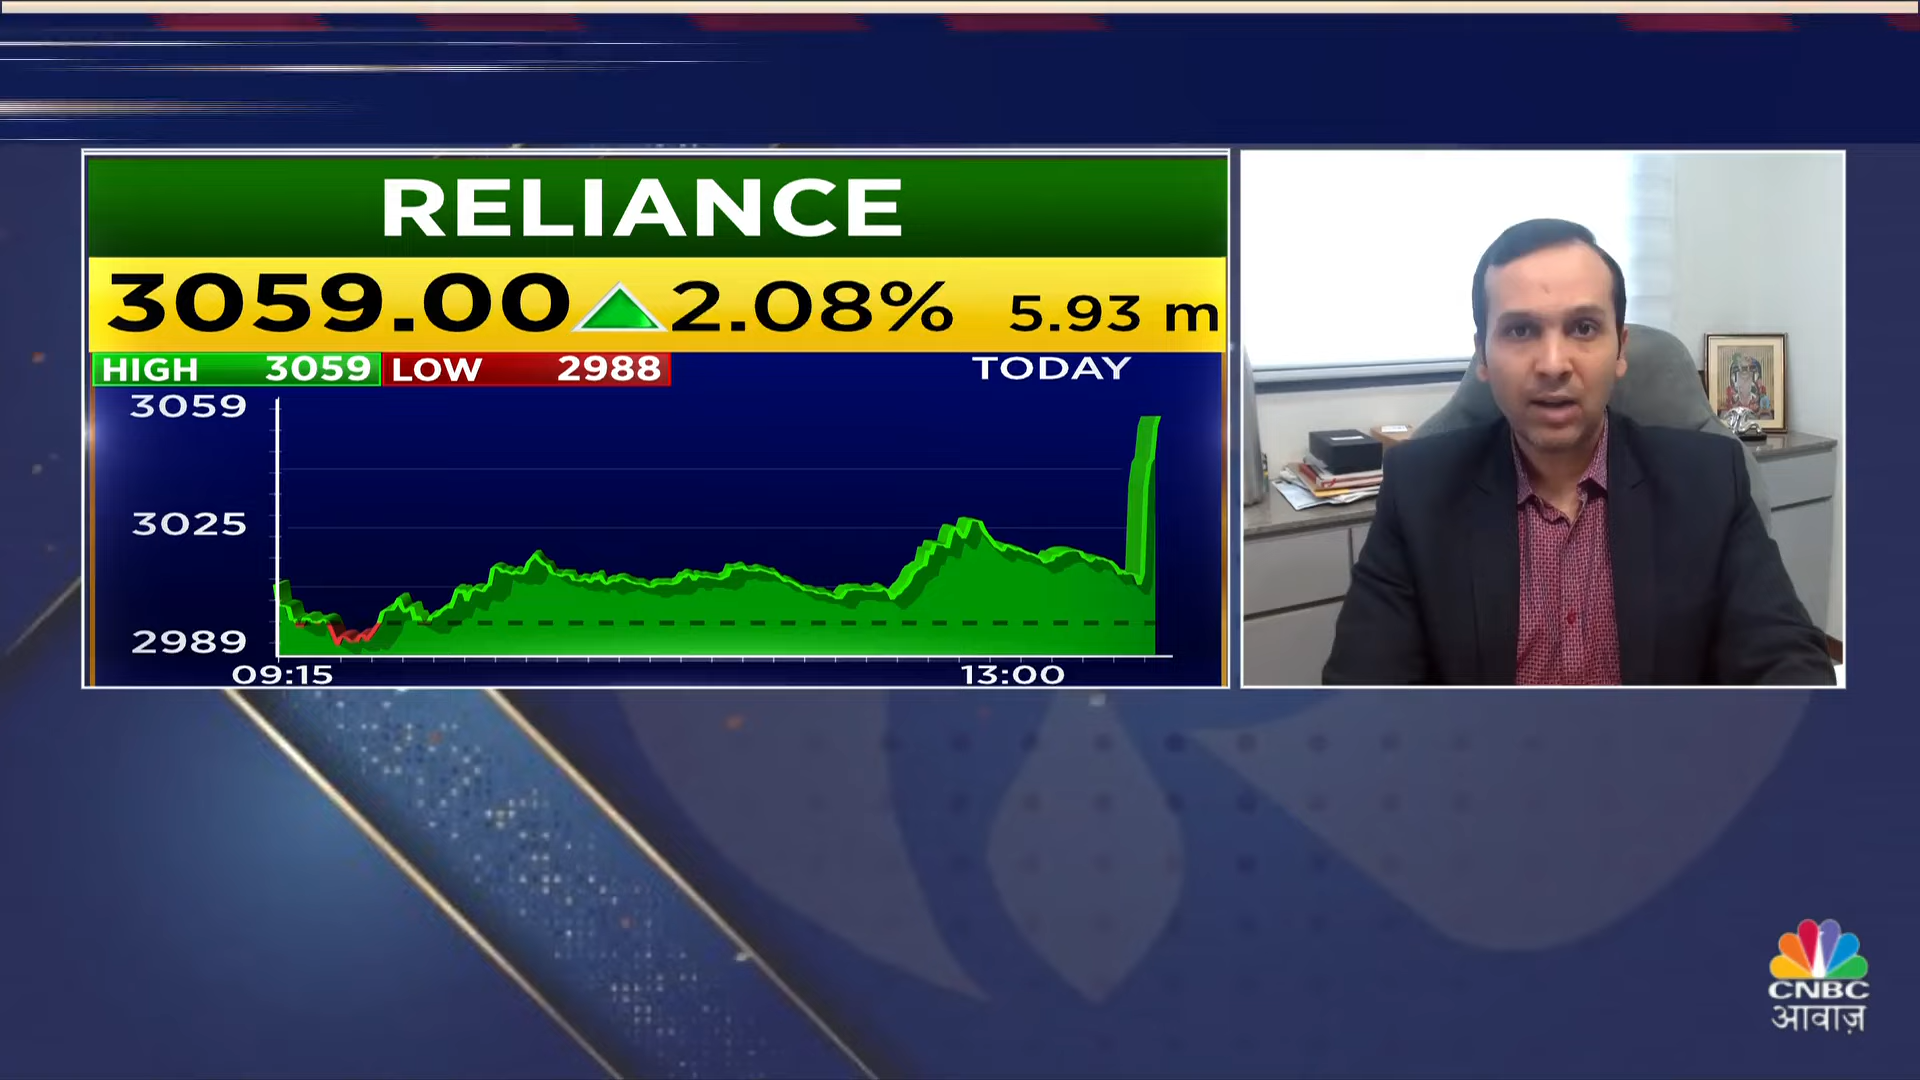 RELIANCE
3059.00 2.08% 5.93 m
HIGH 3059 LOW 2988 TODAY
3059
3025
2989
09:15 13:00
CNBC
आवाज़